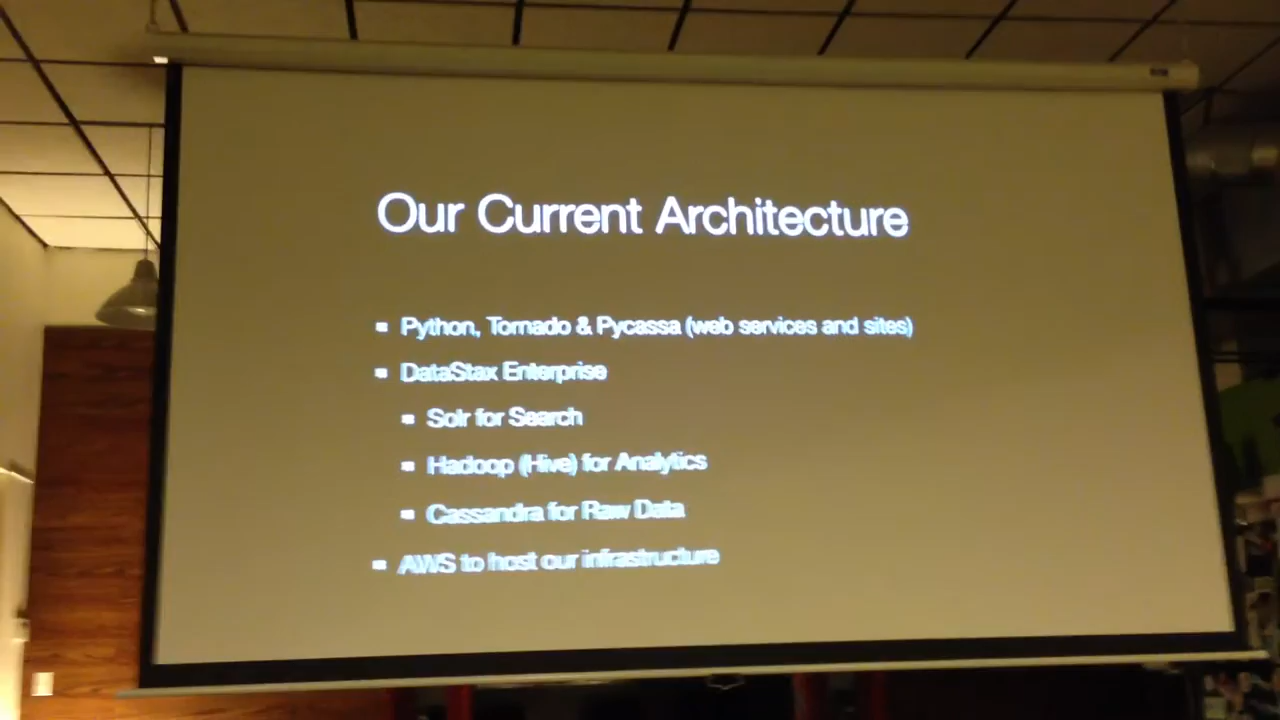 Our Current Architecture
Python, Tornado & Pycassa (web services and sites)
DataStax Enterprise
Solr for Search
Hadoop (Hive) for Analytics
Cassandra for Raw Data
AWS to host our infrastructure